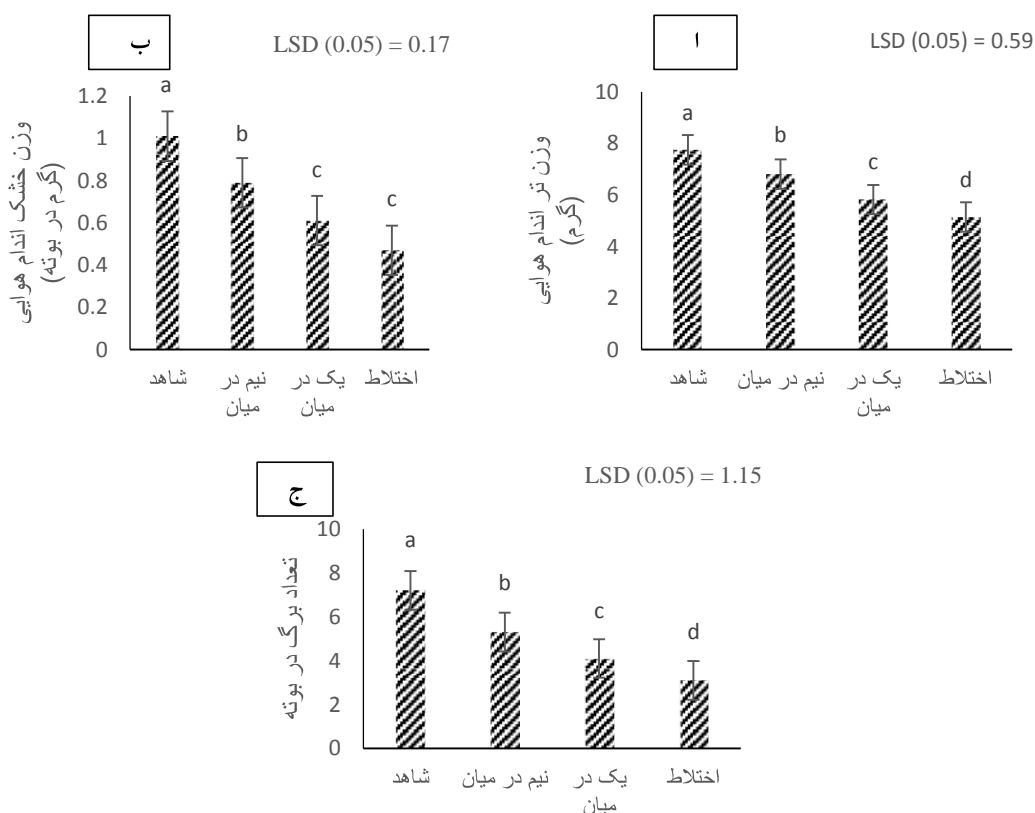 ا
LSD (0.05) = 0.59
وزن تر اندام هوایی
(گرم)
10
8
6
4
2
0
a
b
c
d
شاهد
نیم در میان
یک در
میان
اختلاط
ب
LSD (0.05) = 0.17
وزن خشک اندام هوایی
(گرم در بوته)
1.2
1
0.8
0.6
0.4
0.2
0
a
b
c
c
شاهد
نیم در
میان
یک در
میان
اختلاط
ج
LSD (0.05) = 1.15
تعداد برگ در بوته
10
8
6
4
2
0
a
b
c
d
شاهد
نیم در میان
یک در
میان
اختلاط